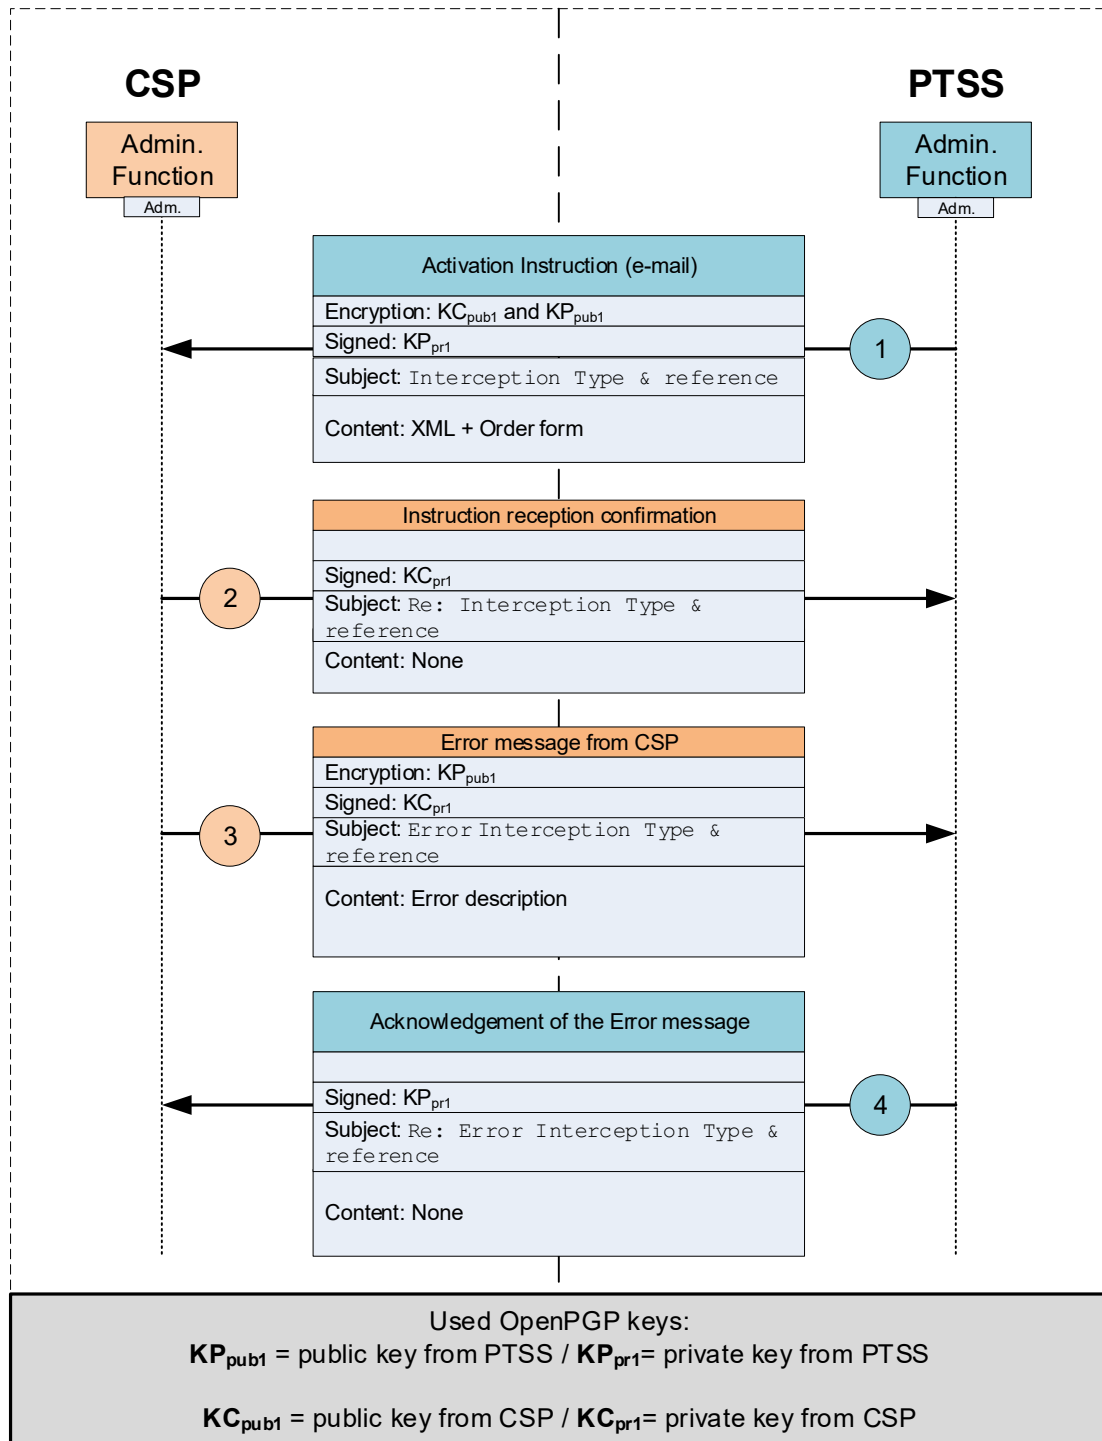 CSP
PTSS
Admin.
Function
Adm.
Admin.
Function
Adm.
Activation Instruction (e-mail)
Encryption: KCpub1 and KPpub1
Signed: KPpr1
1
Subject: Interception Type & reference
Content: XML + Order form
Instruction reception confirmation
Signed: KCpr1
2
Subject: Re: Interception Type &
reference
Content: None
Error message from CSP
Encryption: KPpub1
Signed: KCpr1
3
Subject: Error Interception Type &
reference
Content: Error description
Acknowledgement of the Error message
Signed: KPpr1
4
Subject: Re: Error Interception Type &
reference
Content: None
Used OpenPGP keys:
KPpub1 = public key from PTSS / KPpr1= private key from PTSS
KCpub1 = public key from CSP / KCpr1= private key from CSP